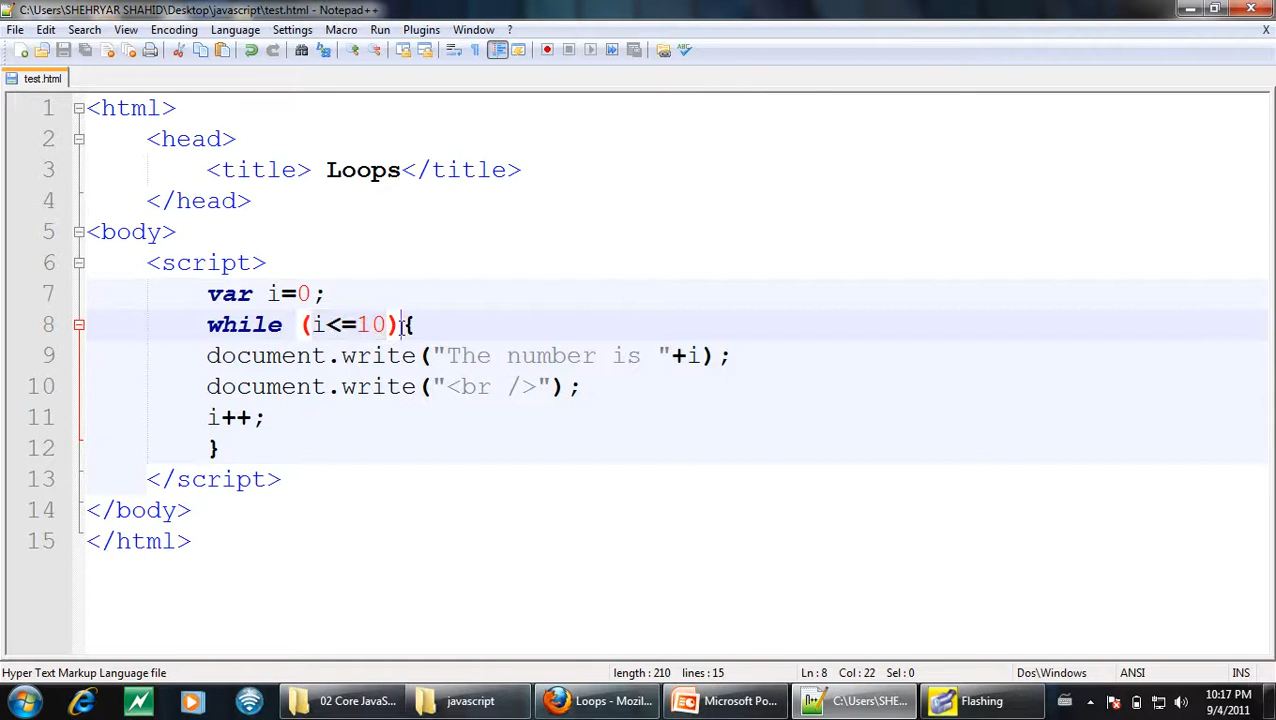 C:\Users\SHEHRYAR SHAHID\Desktop\javascript\test.html - Notepad++
File Edit Search View Encoding Language Settings Macro Run Plugins Window ? X
test.html
1 <html>
2 <head>
3 <title> Loops</title>
4 </head>
5 <body>
6 <script>
7 var i=0;
8 while (i<=10){
9 document.write("The number is "+i);
10 document.write("<br />");
11 i++;
12 }
13 </script>
14 </body>
15 </html>
Hyper Text Markup Language file length : 210 lines : 15 Ln : 8 Col : 22 Sel : 0 Dos\Windows ANSI INS
02 Core JavaS... javascript Loops - Mozil... Microsoft Po... C:\Users\SHE... Flashing 10:17 PM
9/4/2011